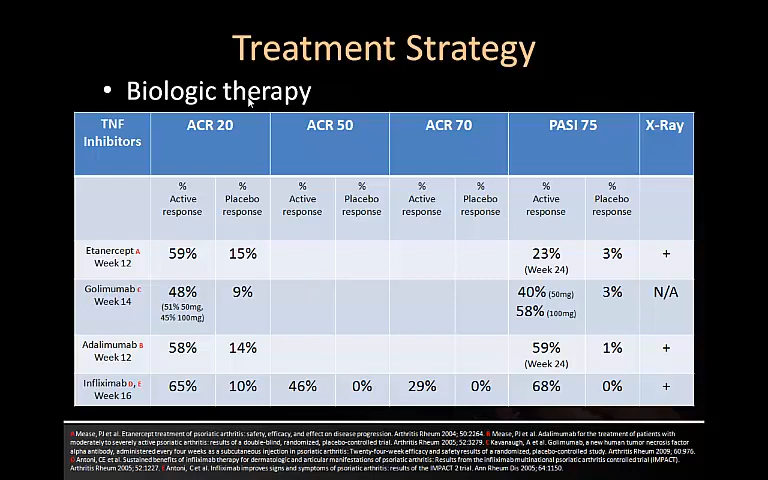 Treatment Strategy
• Biologic therapy
TNF Inhibitors ACR 20 ACR 50 ACR 70 PASI 75 X-Ray
% Active response % Placebo response % Active response % Placebo response % Active response % Placebo response % Active response % Placebo response
Etanercept A Week 12 59% 15% 23% (Week 24) 3% +
Golimumab C Week 14 48% (51% 50mg, 45% 100mg) 9% 40% (50mg) 58% (100mg) 3% N/A
Adalimumab B Week 12 58% 14% 59% (Week 24) 1% +
Infliximab D, E Week 16 65% 10% 46% 0% 29% 0% 68% 0% +
A Mease, PJ et al. Etanercept treatment of psoriatic arthritis: safety, efficacy, and effect on disease progression. Arthritis Rheum 2004; 50:2264. B Mease, PJ et al. Adalimumab for the treatment of patients with
moderately to severely active psoriatic arthritis: results of a double-blind, randomized, placebo-controlled trial. Arthritis Rheum 2005; 52:3279. C Kavanaugh, A et al. Golimumab, a new human tumor necrosis factor
alpha antibody, administered every four weeks as a subcutaneous injection in psoriatic arthritis: Twenty-four-week efficacy and safety results of a randomized, placebo-controlled study. Arthritis Rheum 2009; 60:976.
D Antoni, CE et al. Sustained benefits of infliximab therapy for dermatologic and articular manifestations of psoriatic arthritis: Results from the infliximab multinational psoriatic arthritis controlled trial (IMPACT).
Arthritis Rheum 2005; 52:1227. E Antoni, C et al. Infliximab improves signs and symptoms of psoriatic arthritis: results of the IMPACT 2 trial. Ann Rheum Dis 2005; 64:1150.